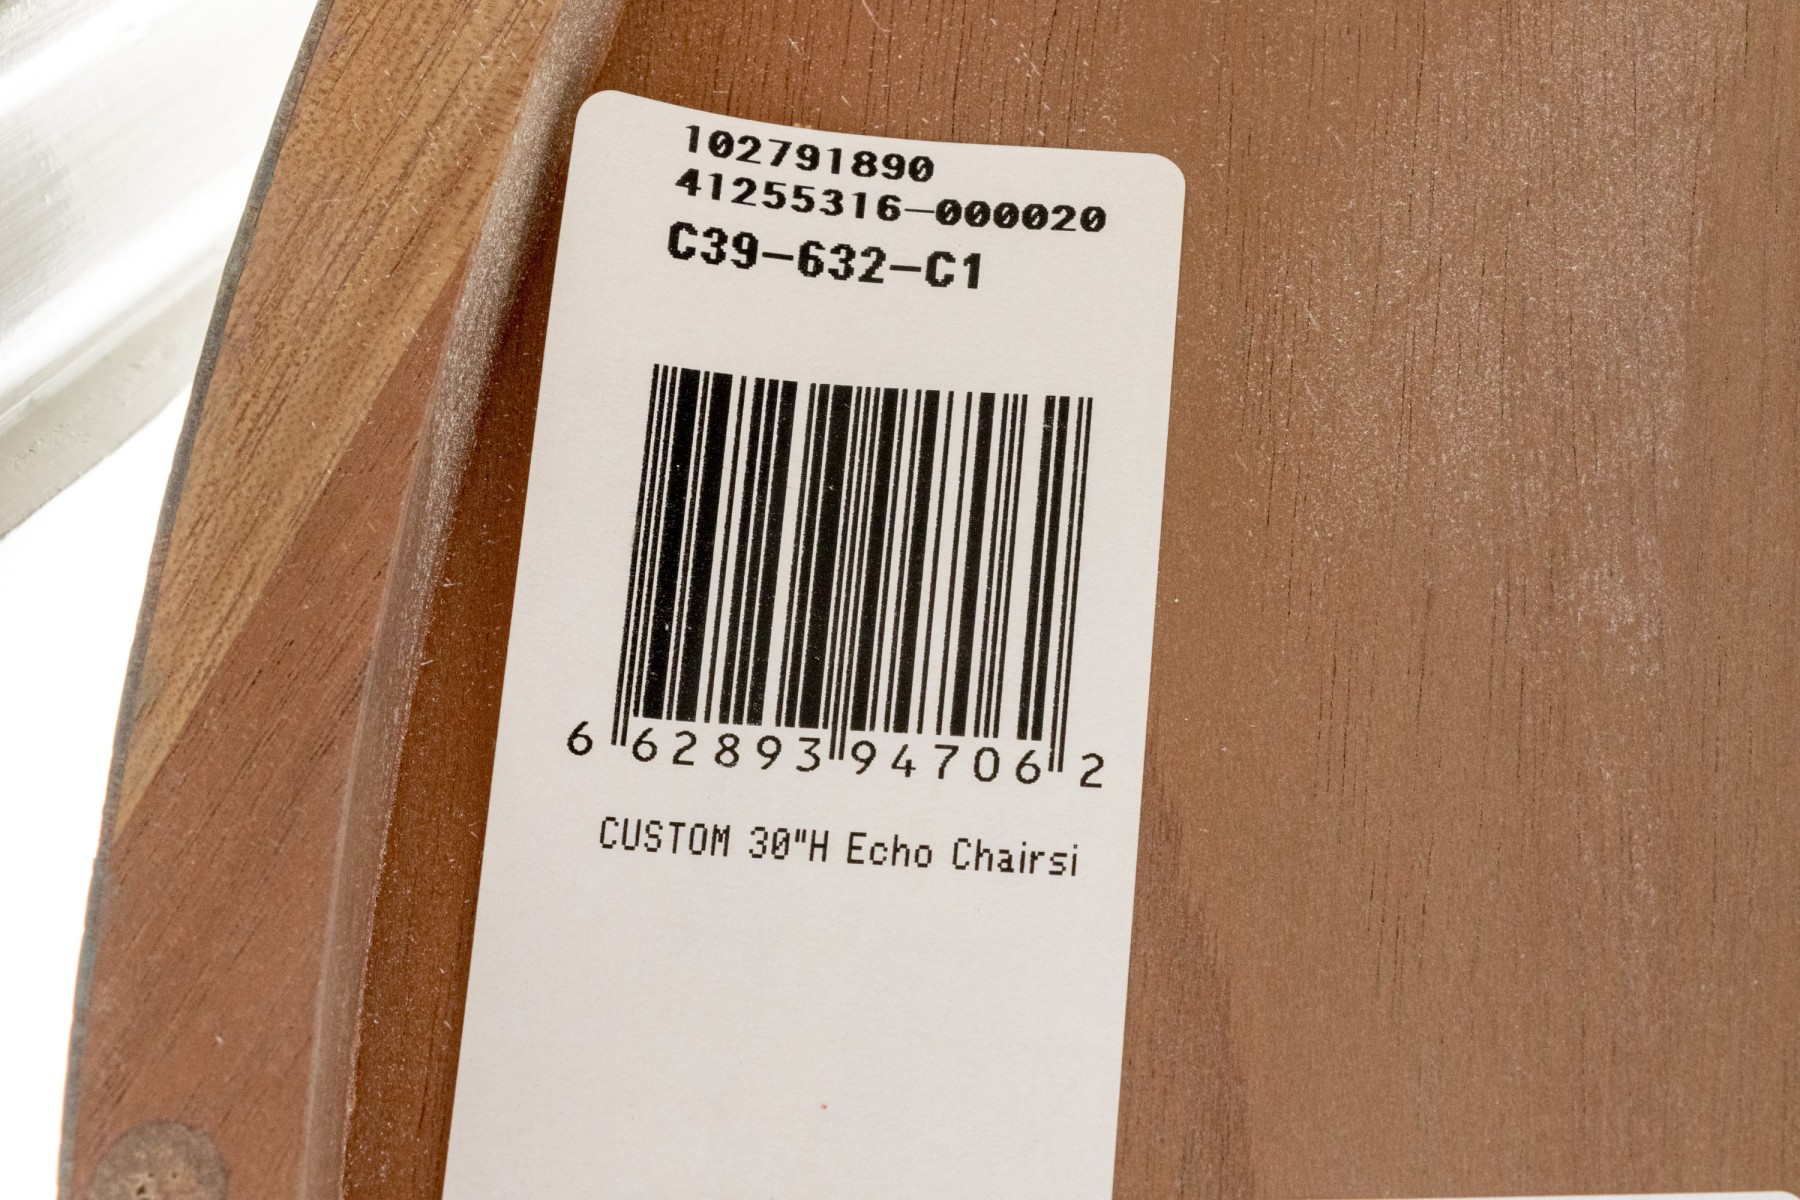 102791890
41255316-000020
C39-632-C1
6 62893 94706 2
CUSTOM 30"H Echo Chairsi